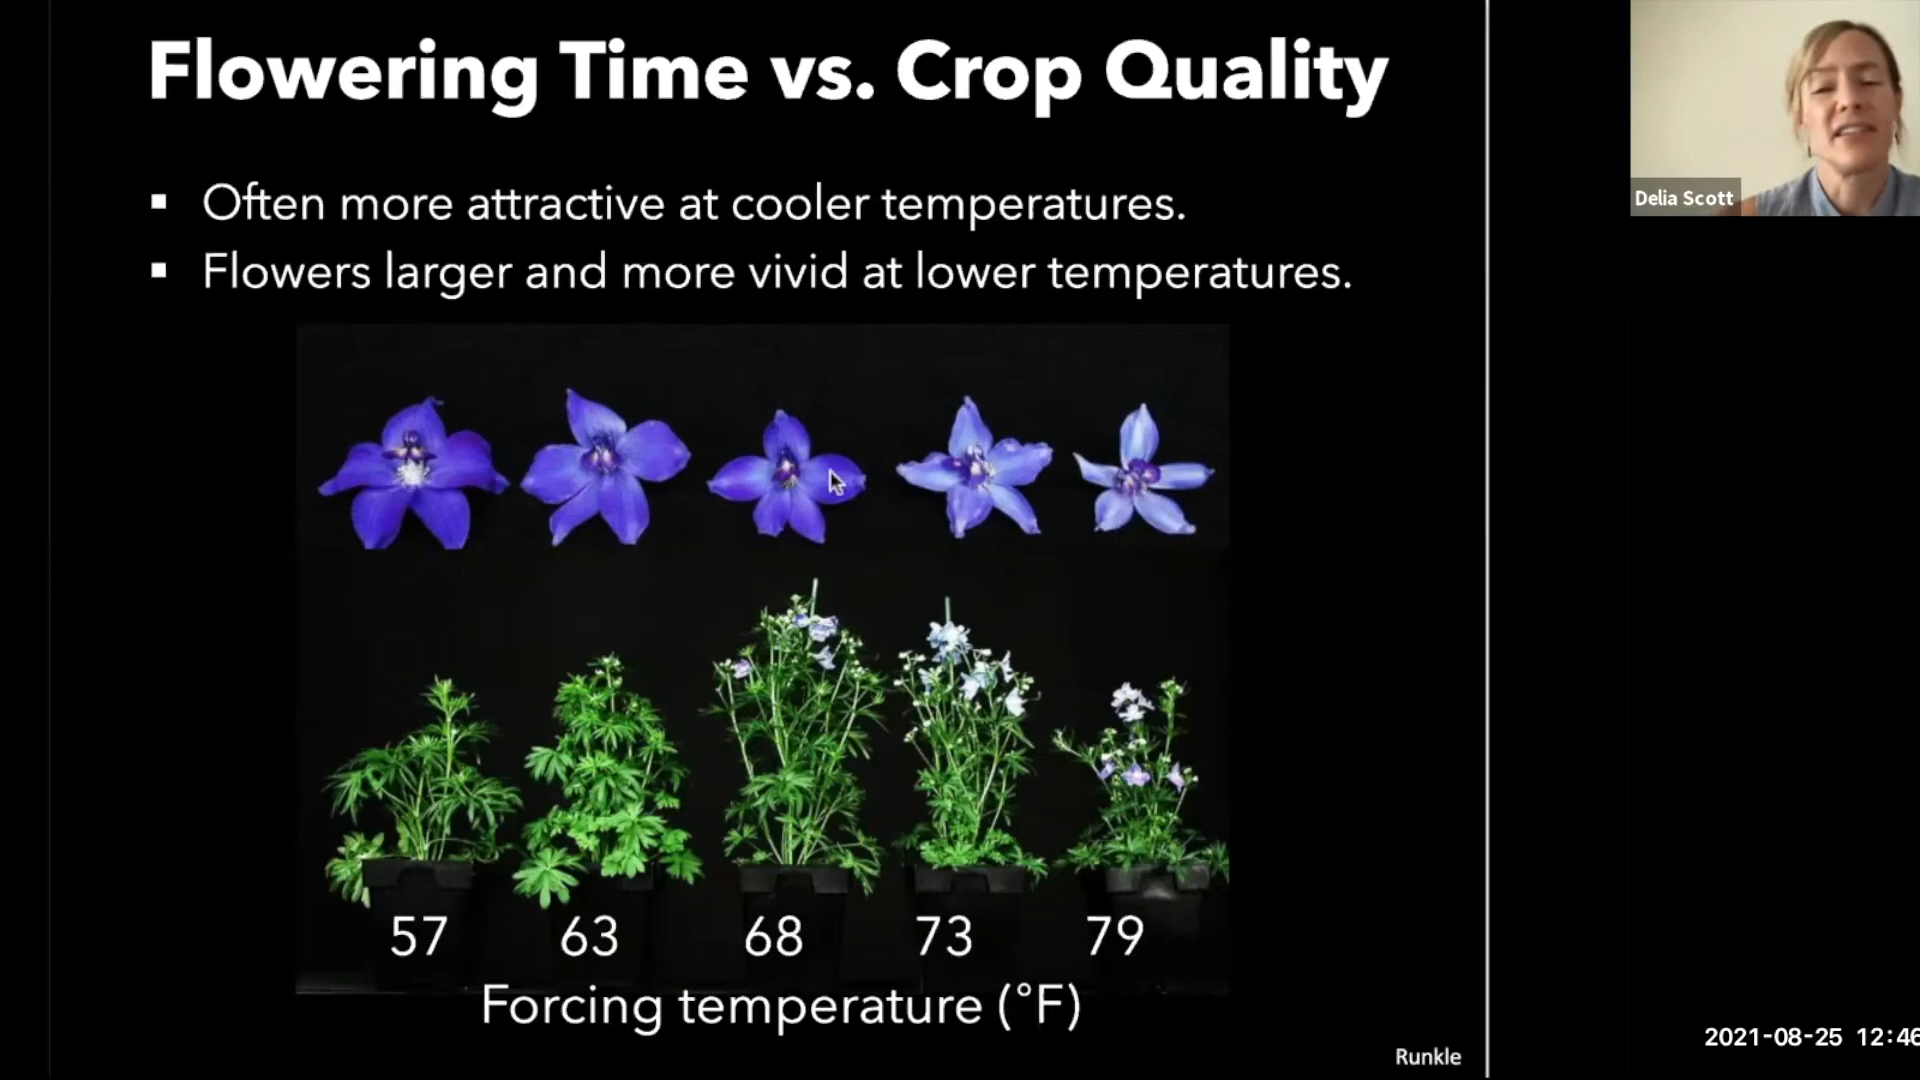 Flowering Time vs. Crop Quality
Often more attractive at cooler temperatures.
Flowers larger and more vivid at lower temperatures.
57 63 68 73 79
Forcing temperature (°F)
Runkle
Delia Scott
2021-08-25 12:46